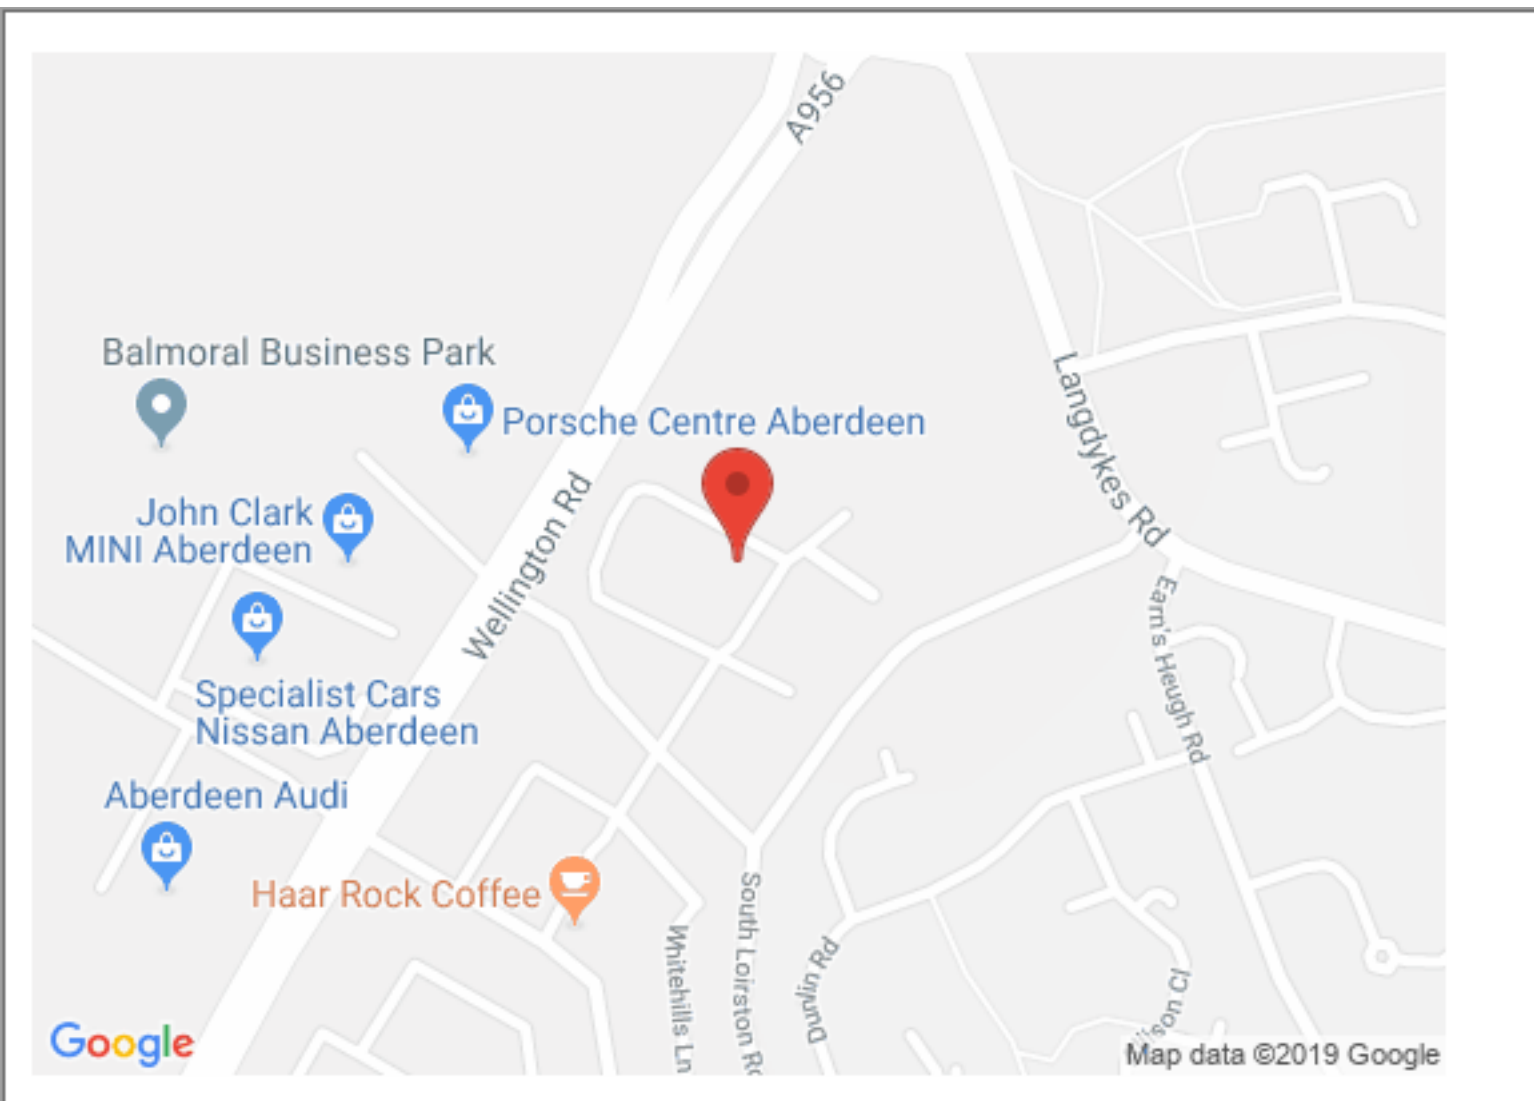 A956
Balmoral Business Park
Porsche Centre Aberdeen
Langdykes Rd
John Clark
MINI Aberdeen
Wellington Rd
Earn's Heugh Rd
Specialist Cars
Nissan Aberdeen
Aberdeen Audi
Haar Rock Coffee
South Loirston
Whitehills Ln
Dunlin Rd
Cl
Google
Map data ©2019 Google